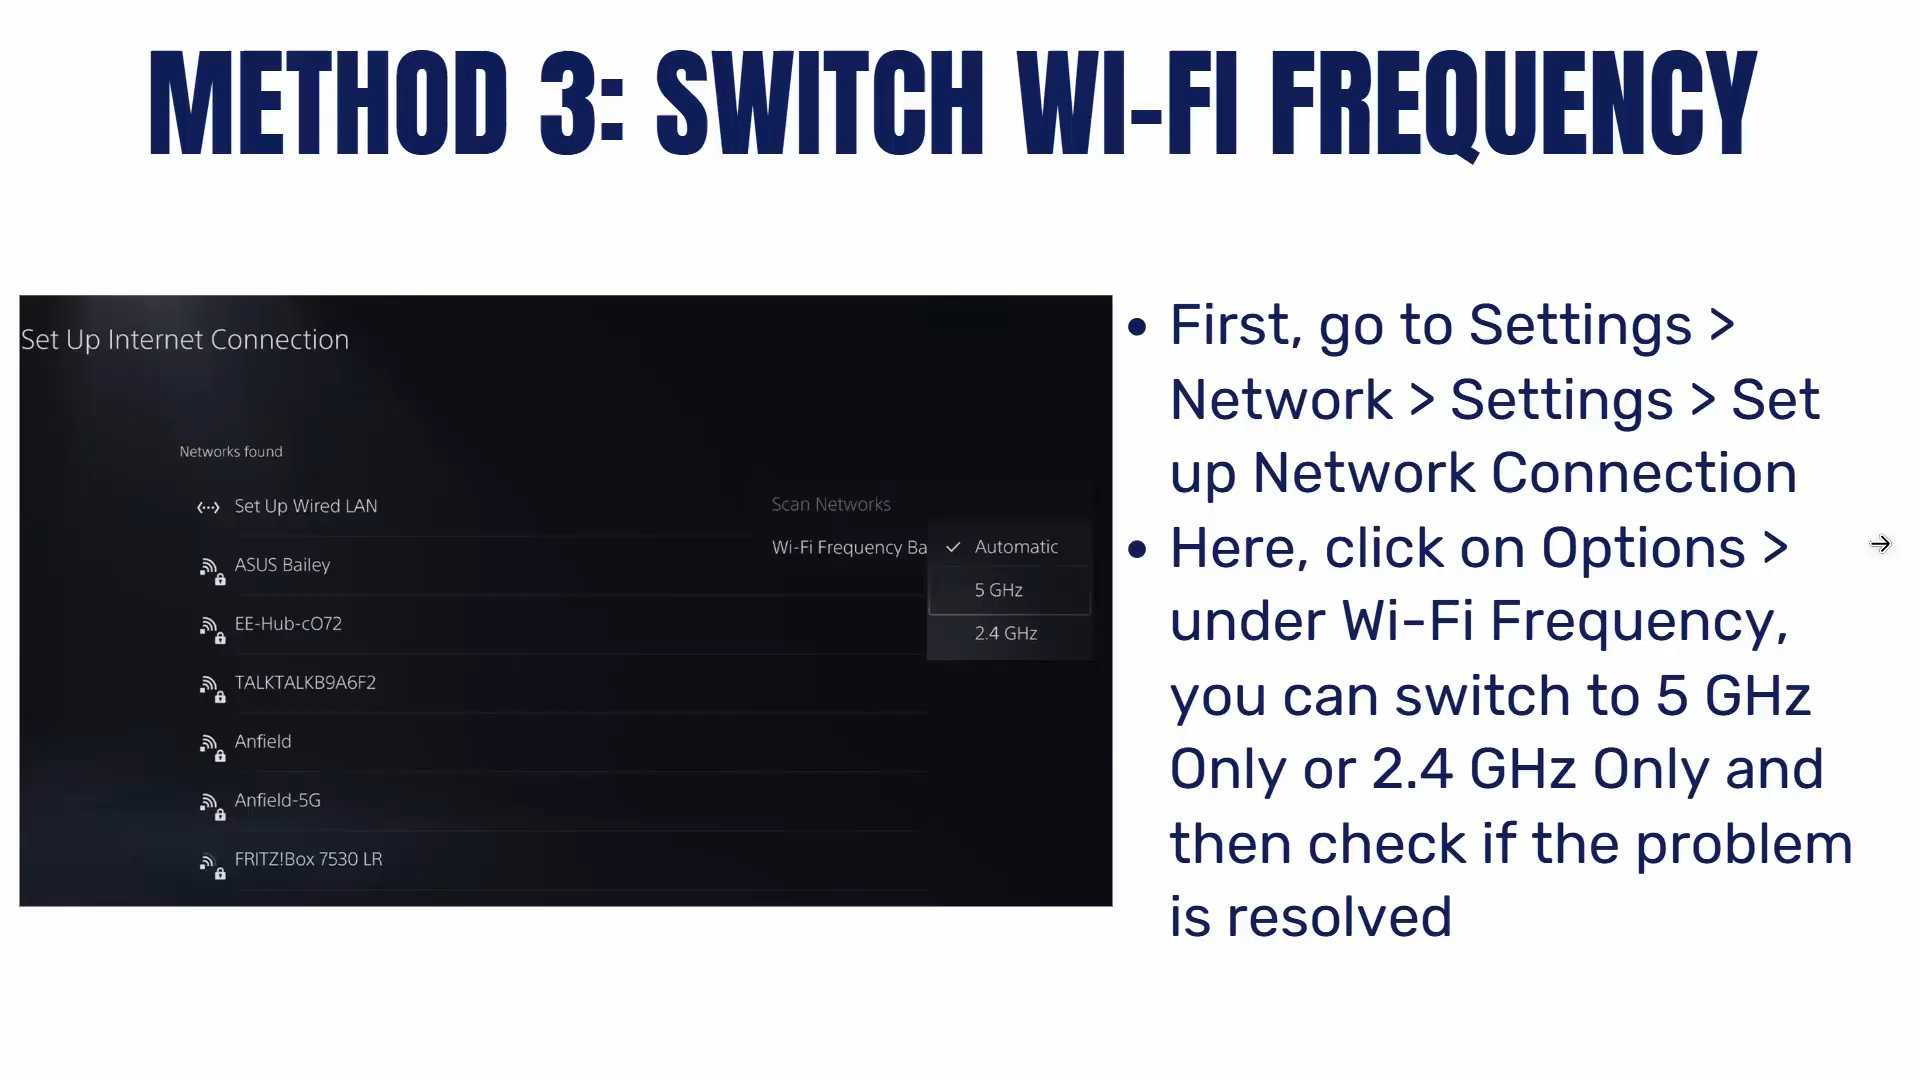 METHOD 3: SWITCH WI-FI FREQUENCY
Set Up Internet Connection
Networks found
Set Up Wired LAN
ASUS Bailey
EE-Hub-cO72
TALKTALKB9A6F2
Anfield
Anfield-5G
FRITZ!Box 7530 LR
Scan Networks
Wi-Fi Frequency Ba
Automatic
5 GHz
2.4 GHz
• First, go to Settings >
Network > Settings > Set
up Network Connection
• Here, click on Options >
under Wi-Fi Frequency,
you can switch to 5 GHz
Only or 2.4 GHz Only and
then check if the problem
is resolved